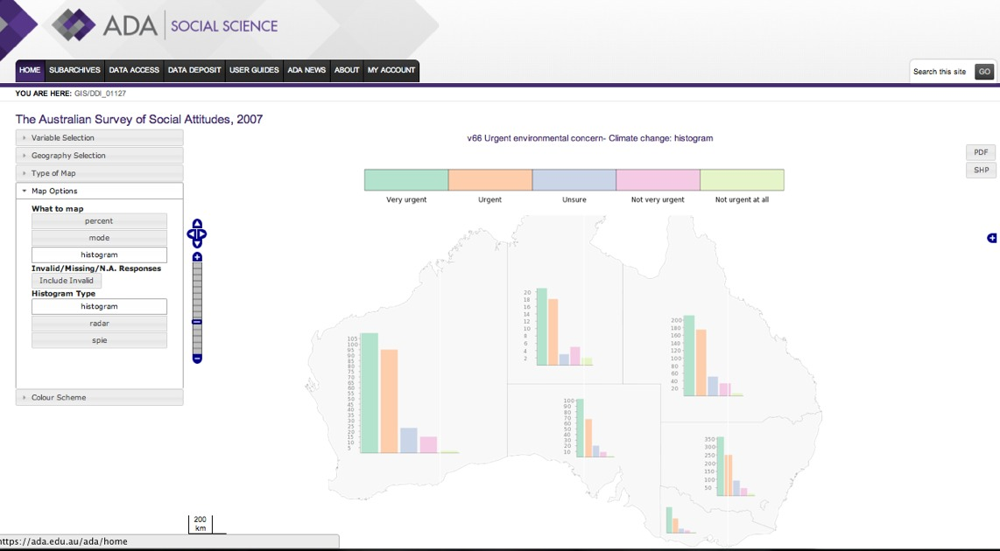 ADA SOCIAL SCIENCE
HOME SUBARCHIVES DATA ACCESS DATA DEPOSIT USER GUIDES ADA NEWS ABOUT MY ACCOUNT
Search this site GO
YOU ARE HERE: GIS/DDI_01127
The Australian Survey of Social Attitudes, 2007
Variable Selection
Geography Selection
Type of Map
Map Options
What to map
percent
mode
histogram
Invalid/Missing/N.A. Responses
Include Invalid
Histogram Type
histogram
radar
spie
Colour Scheme
v66 Urgent environmental concern- Climate change: histogram
PDF
SHP
Very urgent Urgent Unsure Not very urgent Not urgent at all
105
100
95
90
85
80
75
70
65
60
55
50
45
40
35
30
25
20
15
10
5
20
18
16
14
12
10
8
6
4
2
200
180
160
140
120
100
80
60
40
20
100
90
80
70
60
50
40
30
20
10
350
300
250
200
150
100
50
200
km
https://ada.edu.au/ada/home